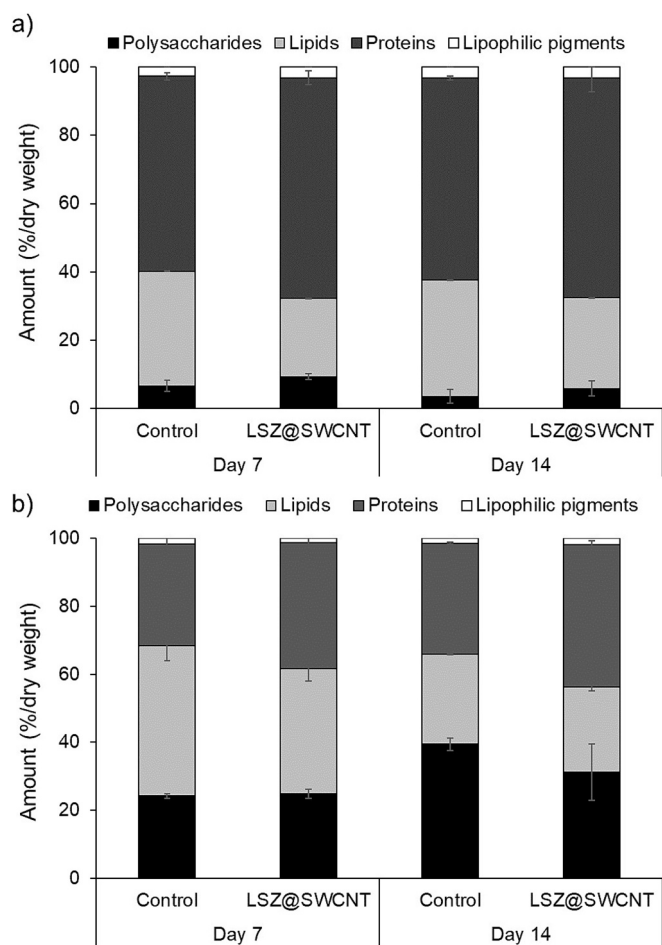 a)
Polysaccharides Lipids Proteins Lipophilic pigments
Amount (%/dry weight)
100
80
60
40
20
0
Control LSZ@SWCNT Control LSZ@SWCNT
Day 7 Day 14
b)
Polysaccharides Lipids Proteins Lipophilic pigments
Amount (%/dry weight)
100
80
60
40
20
0
Control LSZ@SWCNT Control LSZ@SWCNT
Day 7 Day 14